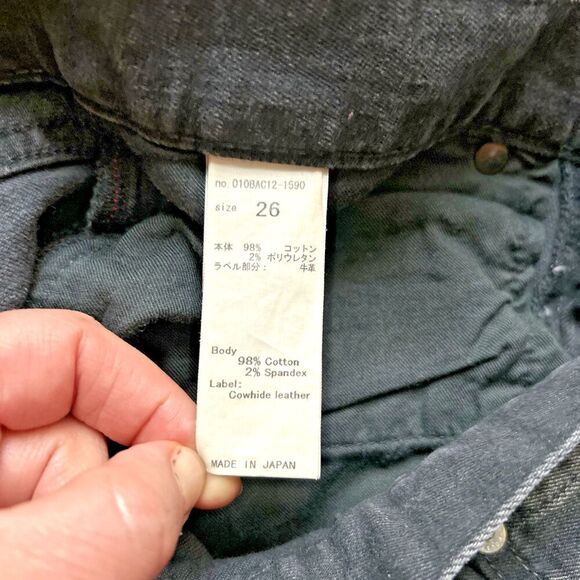 no. 010BAC12-1590
size 26
本体 98% コットン
2% ポリウレタン
ラベル部分: 牛革
Body
98% Cotton
2% Spandex
Label:
Cowhide leather
MADE IN JAPAN